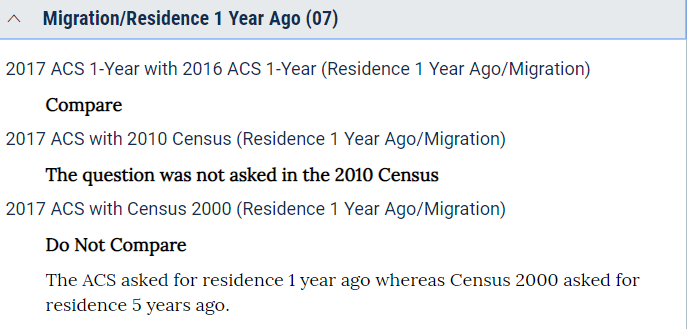 Migration/Residence 1 Year Ago (07)
2017 ACS 1-Year with 2016 ACS 1-Year (Residence 1 Year Ago/Migration)
Compare
2017 ACS with 2010 Census (Residence 1 Year Ago/Migration)
The question was not asked in the 2010 Census
2017 ACS with Census 2000 (Residence 1 Year Ago/Migration)
Do Not Compare
The ACS asked for residence 1 year ago whereas Census 2000 asked for
residence 5 years ago.